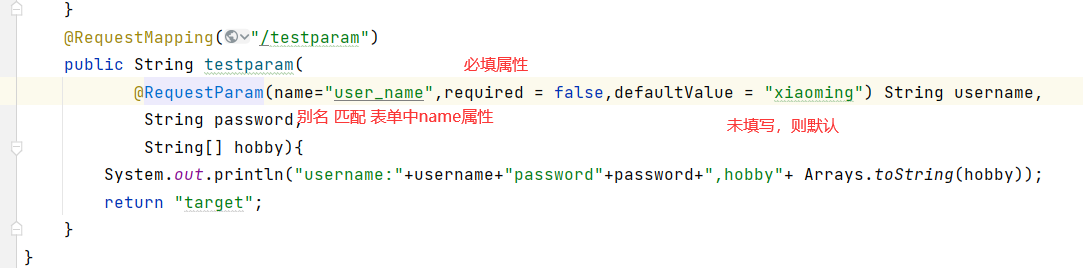 }
@RequestMapping("/testparam")
public String testparam(
必填属性
@RequestParam(name="user_name",required = false,defaultValue = "xiaoming") String username,
String password,
别名 匹配 表单中name属性
未填写，则默认
String[] hobby){
System.out.println("username:"+username+"password"+password+",hobby"+ Arrays.toString(hobby));
return "target";
}
}